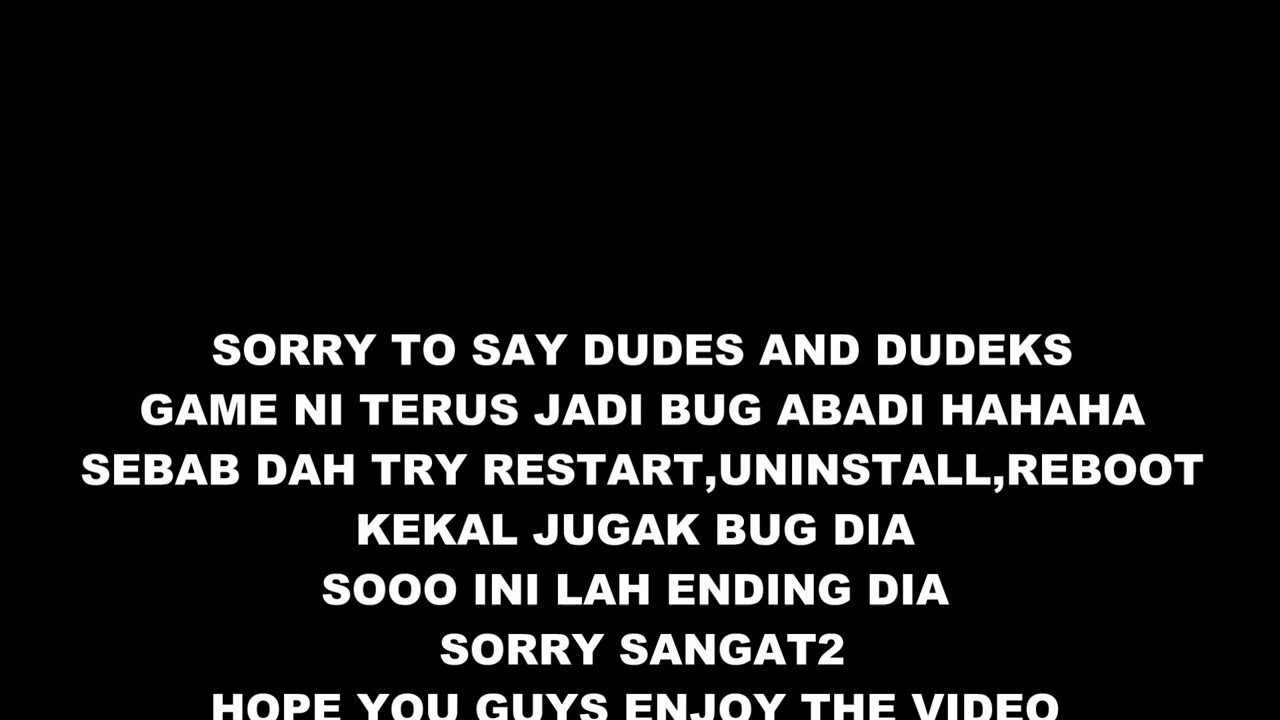 SORRY TO SAY DUDES AND DUDEKS
GAME NI TERUS JADI BUG ABADI HAHAHA
SEBAB DAH TRY RESTART,UNINSTALL,REBOOT
KEKAL JUGAK BUG DIA
SOOO INI LAH ENDING DIA
SORRY SANGAT2
HOPE YOU GUYS ENJOY THE VIDEO